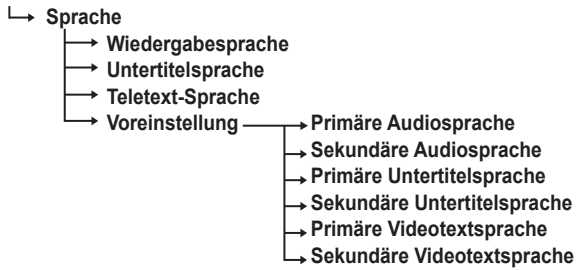 Sprache
Wiedergabesprache
Untertitelsprache
Teletext-Sprache
Voreinstellung Primäre Audiosprache
Sekundäre Audiosprache
Primäre Untertitelsprache
Sekundäre Untertitelsprache
Primäre Videotextsprache
Sekundäre Videotextsprache